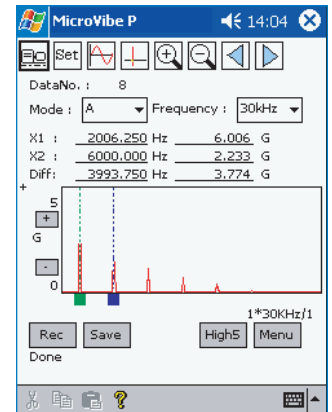 MicroVibe P 14:04
Set
DataNo. : 8
Mode : A Frequency : 30kHz
X1 : 2006.250 Hz 6.006 G
X2 : 6000.000 Hz 2.233 G
Diff: 3993.750 Hz 3.774 G
+
5
+
G
-
0
1*30KHz/1
Rec Save High5 Menu
Done